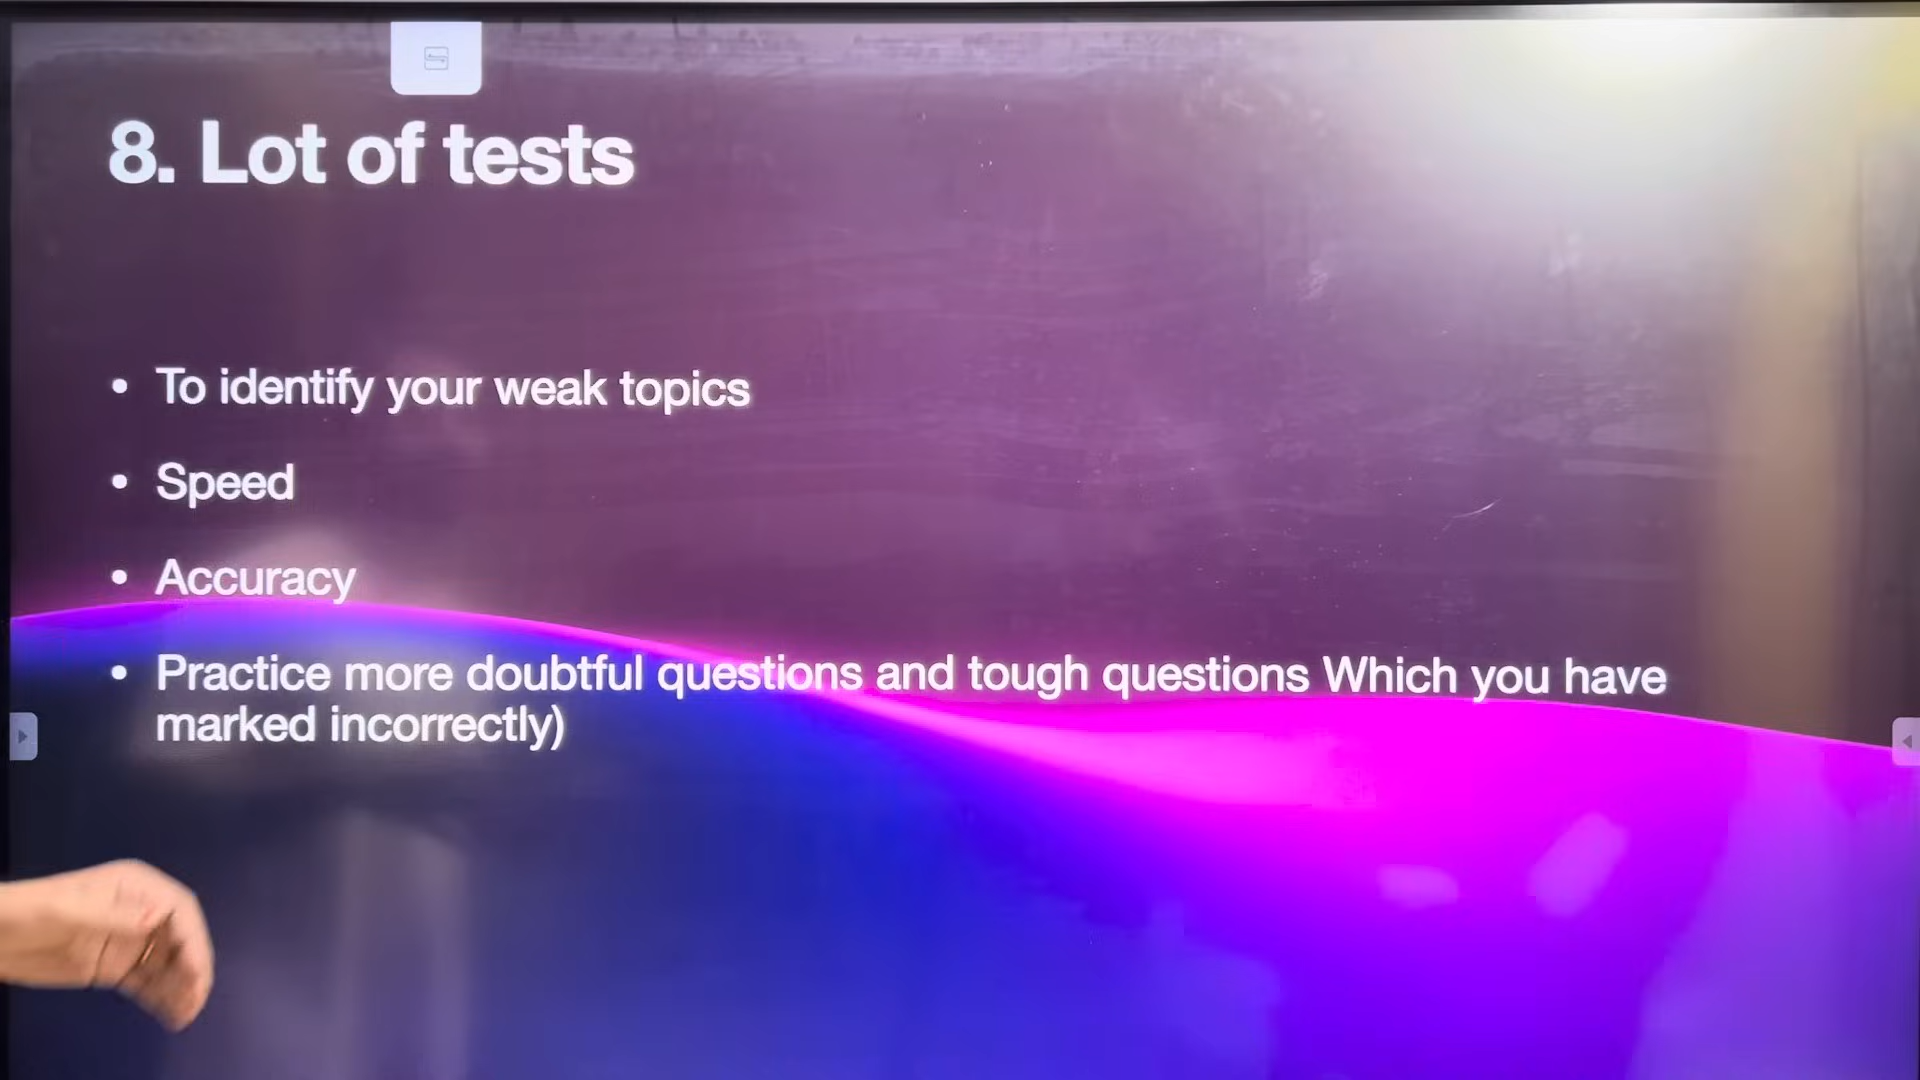 8. Lot of tests
• To identify your weak topics
• Speed
• Accuracy
• Practice more doubtful questions and tough questions Which you have
marked incorrectly)